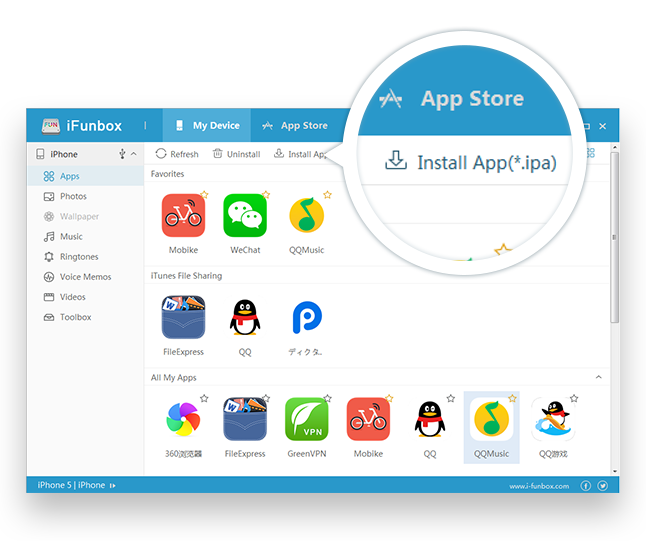 FUN iFunbox
My Device
App Store
App Store
Install App(*.ipa)
iPhone
Refresh
Uninstall
Install App
Apps
Photos
Wallpaper
Music
Ringtones
Voice Memos
Videos
Toolbox
Favorites
Mobike
WeChat
QQMusic
iTunes File Sharing
W
FileExpress
QQ
ディクタ..
All My Apps
W
VPN
360浏览器
FileExpress
GreenVPN
Mobike
QQ
QQMusic
QQ游戏
iPhone 5 | iPhone
www.i-funbox.com